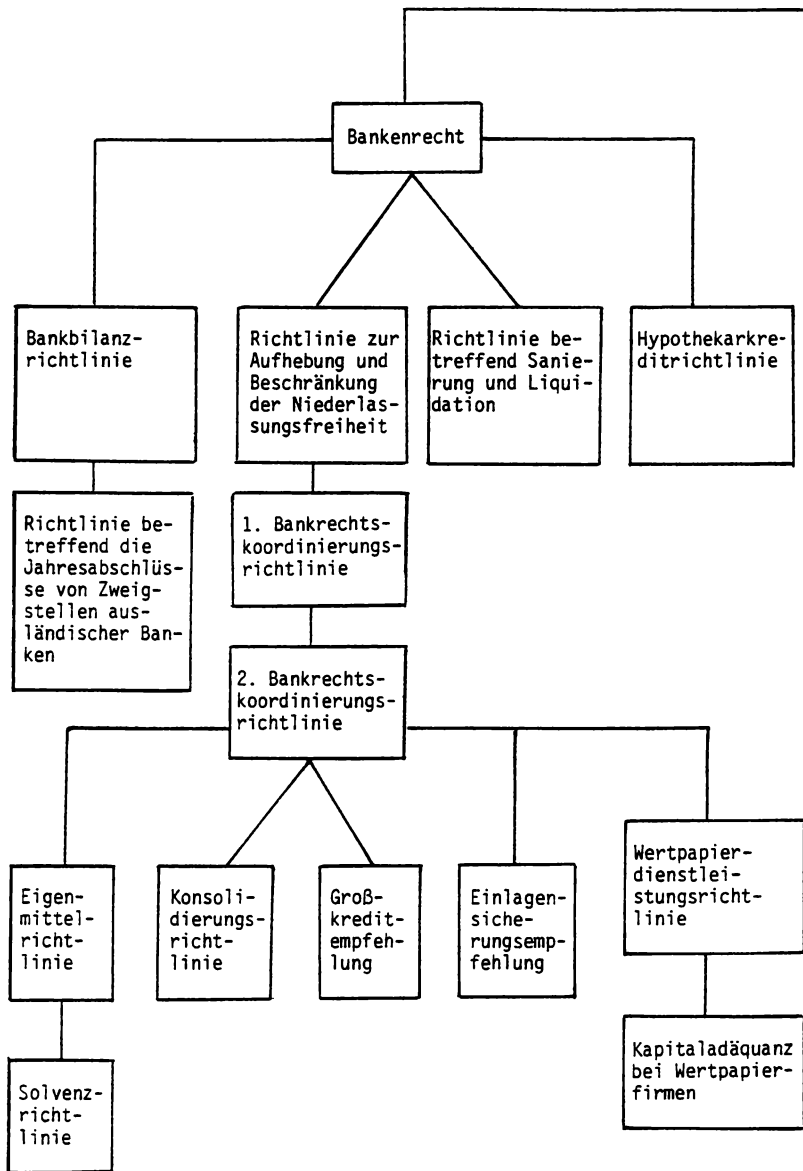 Bankenrecht
Bankbilanz-
richtlinie
Richtlinie zur
Aufhebung und
Beschränkung
der Niederlas-
sungsfreiheit
Richtlinie be-
treffend Sanie-
rung und Liqui-
dation
Hypothekarkre-
ditrichtlinie
Richtlinie be-
treffend die
Jahresabschlüs-
se von Zweig-
stellen aus-
ländischer Ban-
ken
1. Bankrechts-
koordinierungs-
richtlinie
2. Bankrechts-
koordinierungs-
richtlinie
Eigen-
mittel-
richt-
linie
Konsoli-
dierungs-
richt-
linie
Groß-
kredit-
empfeh-
lung
Einlagen-
siche-
rungsemp-
fehlung
Wertpapier-
dienstlei-
stungsricht-
linie
Solvenz-
richt-
linie
Kapitaladäquanz
bei Wertpapier-
firmen